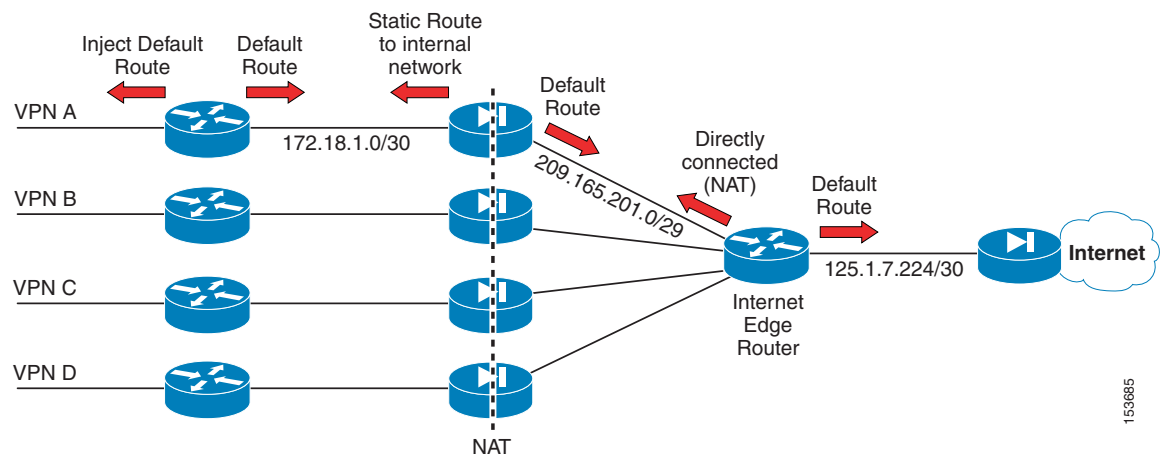 Inject Default
Route
Default
Route
Static Route
to internal
network
Default
Route
Directly
connected
(NAT)
Default
Route
VPN A
172.18.1.0/30
209.165.201.0/29
VPN B
125.1.7.224/30
Internet
VPN C
Internet
Edge
Router
VPN D
NAT
153685